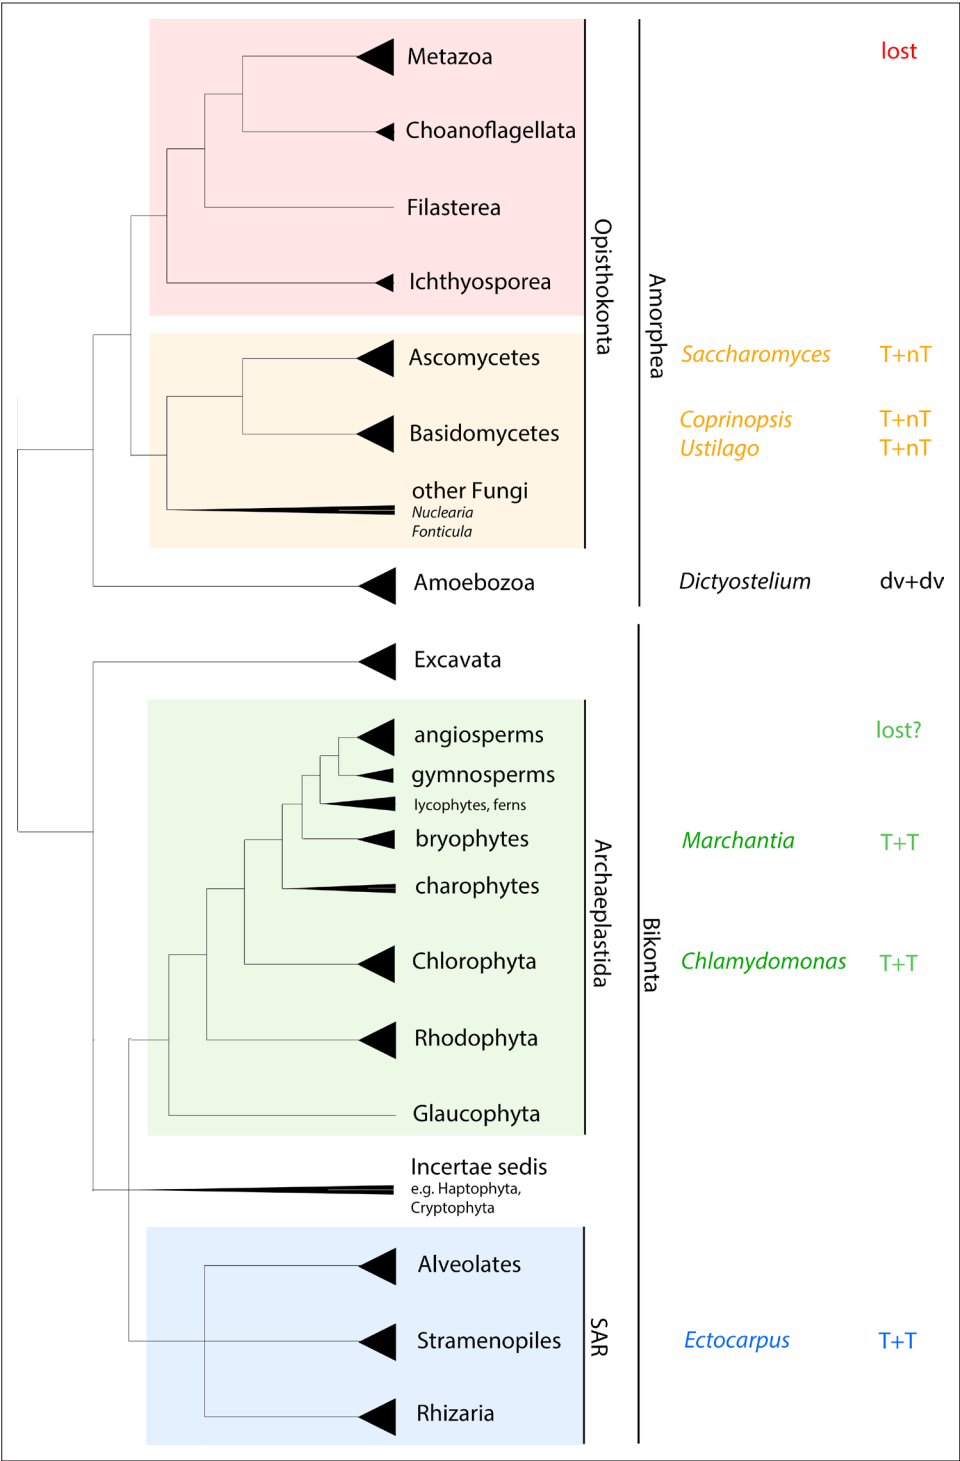 Metazoa
lost
Choanoflagellata
Filasterea
Ichthyosporea
Opisthokonta
Amorphea
Ascomycetes
Saccharomyces
T+nT
Basidomycetes
Coprinopsis
T+nT
Ustilago
T+nT
other Fungi
Nuclearia
Fonticula
Amoebozoa
Dictyostelium
dv+dv
Excavata
angiosperms
lost?
gymnosperms
lycophytes, ferns
bryophytes
Marchantia
T+T
charophytes
Archaeplastida
Bikonta
Chlorophyta
Chlamydomonas
T+T
Rhodophyta
Glaucophyta
Incertae sedis
e.g. Haptophyta,
Cryptophyta
Alveolates
Stramenopiles
SAR
Ectocarpus
T+T
Rhizaria